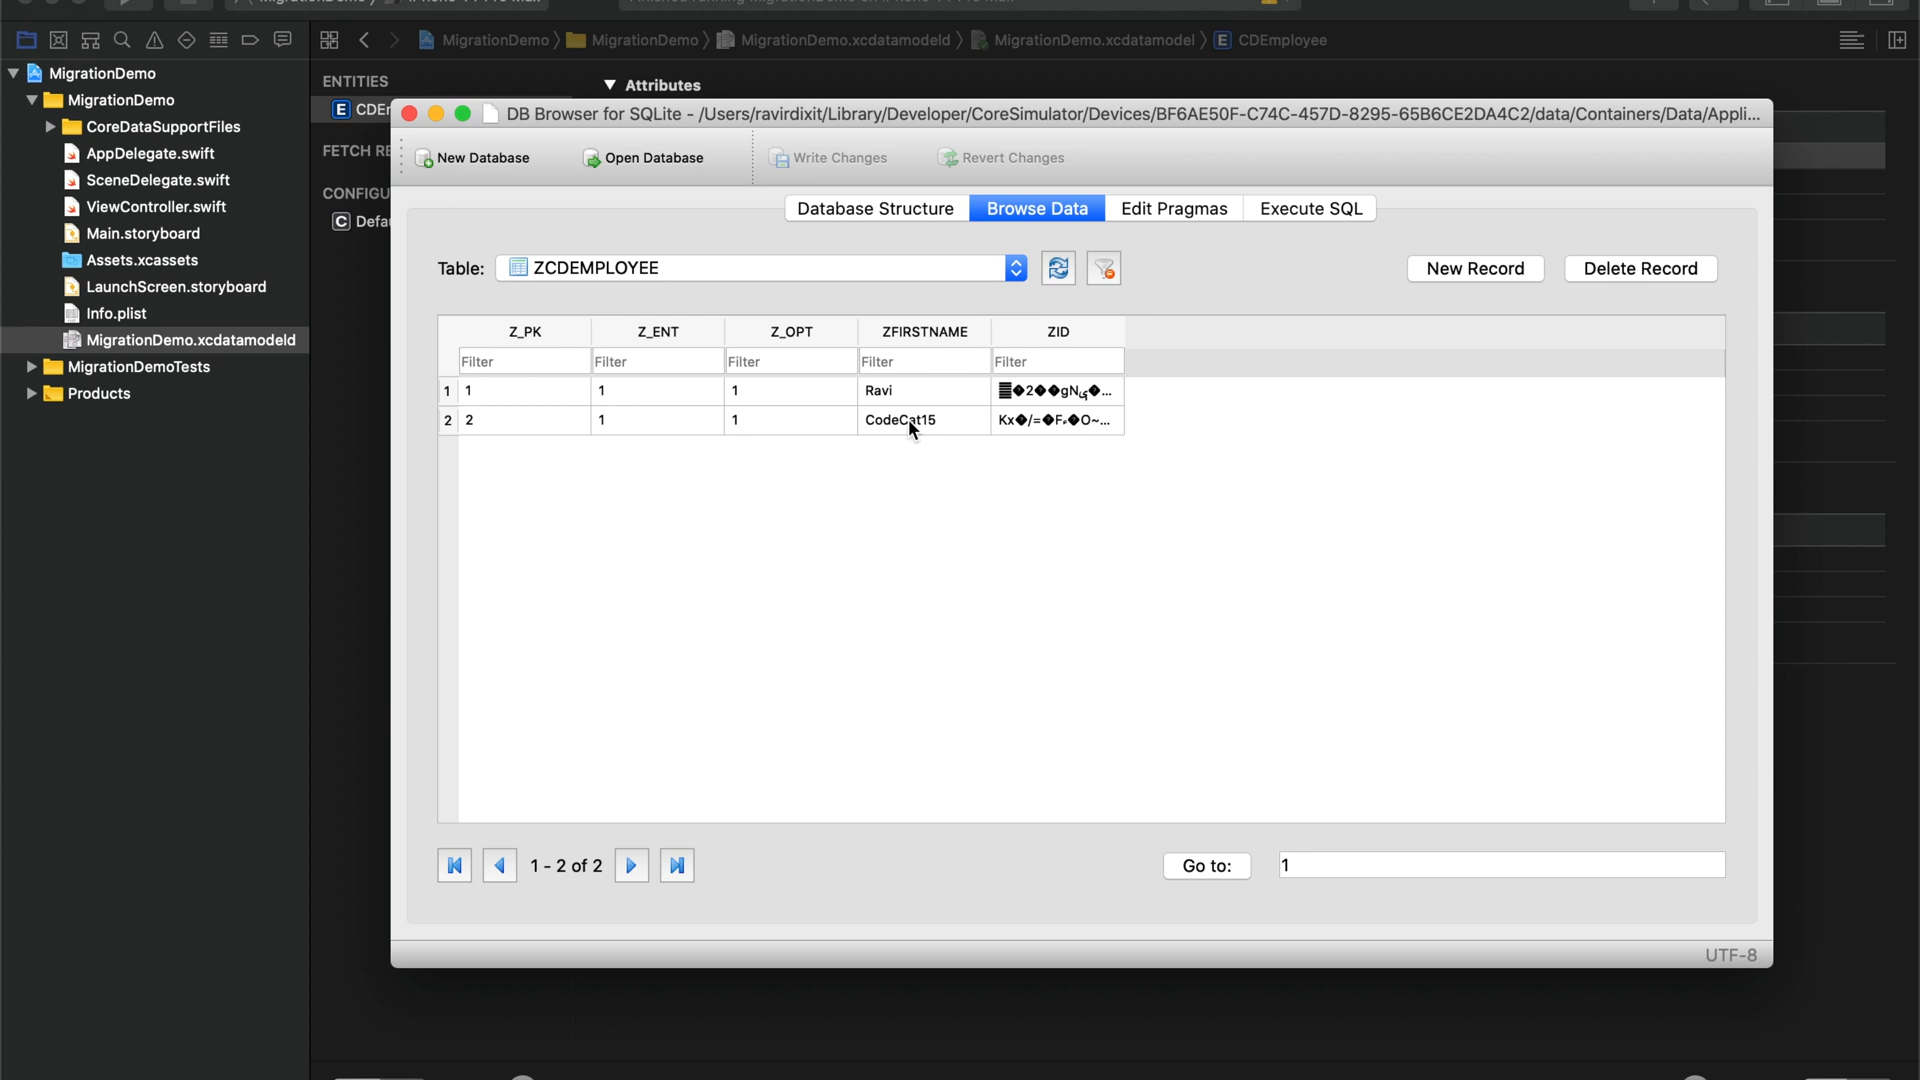 MigrationDemo
MigrationDemo
MigrationDemo.xcdatamodeld
MigrationDemo.xcdatamodel
E CDEmployee
MigrationDemo
MigrationDemo
CoreDataSupportFiles
AppDelegate.swift
SceneDelegate.swift
ViewController.swift
Main.storyboard
Assets.xcassets
LaunchScreen.storyboard
Info.plist
MigrationDemo.xcdatamodeld
MigrationDemoTests
Products
ENTITIES
E
C
Attributes
DB Browser for SQLite - /Users/ravirdixit/Library/Developer/CoreSimulator/Devices/BF6AE50F-C74C-457D-8295-65B6CE2DA4C2/data/Containers/Data/Appli...
New Database Open Database Write Changes Revert Changes
Database Structure Browse Data Edit Pragmas Execute SQL
Table: ZCDEMPLOYEE New Record Delete Record
Z_PK Z_ENT Z_OPT ZFIRSTNAME ZID
Filter Filter Filter Filter Filter
1 1 1 1 Ravi
2 2 1 1 CodeCat15
1 - 2 of 2 Go to: 1
UTF-8